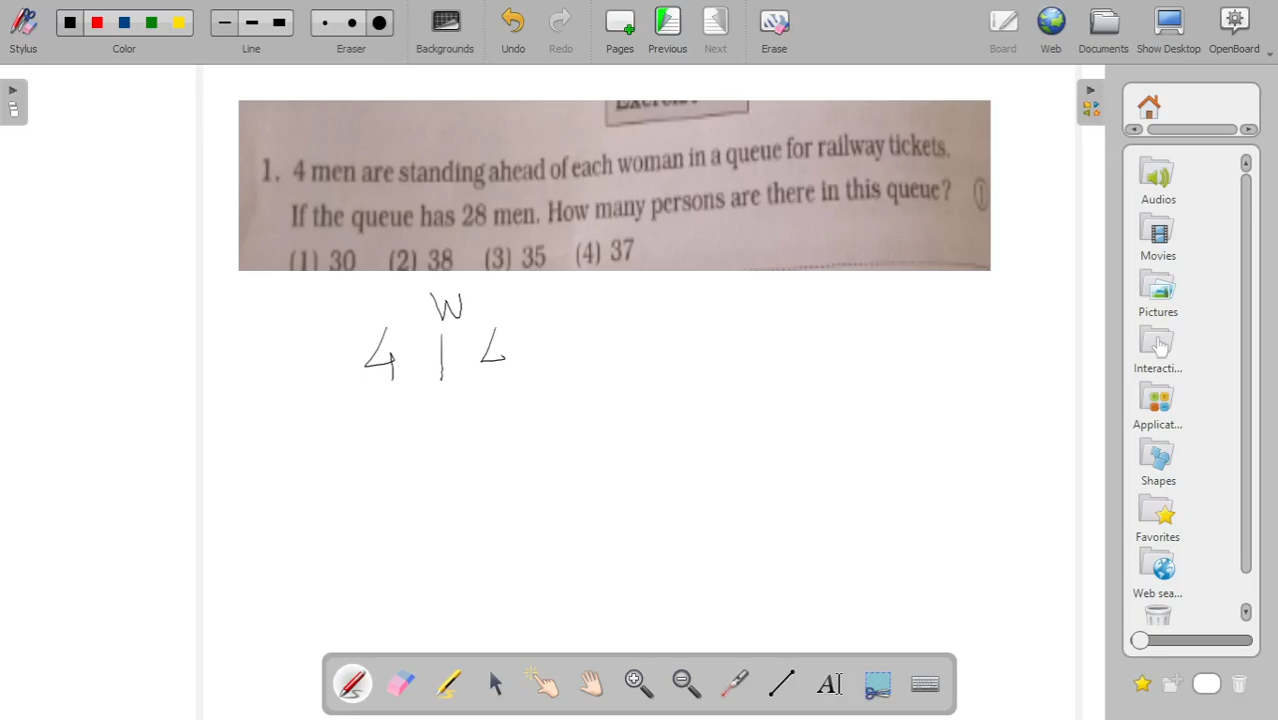 Stylus
Color
Line
Eraser
Backgrounds
Undo
Redo
Pages
Previous
Next
Erase
Board
Web
Documents
Show Desktop
OpenBoard
1. 4 men are standing ahead of each woman in a queue for railway tickets.
If the queue has 28 men. How many persons are there in this queue? ①
(1) 30 (2) 38 (3) 35 (4) 37
W
4 |
Audios
Movies
Pictures
Interacti...
Applicat...
Shapes
Favorites
Web sea...